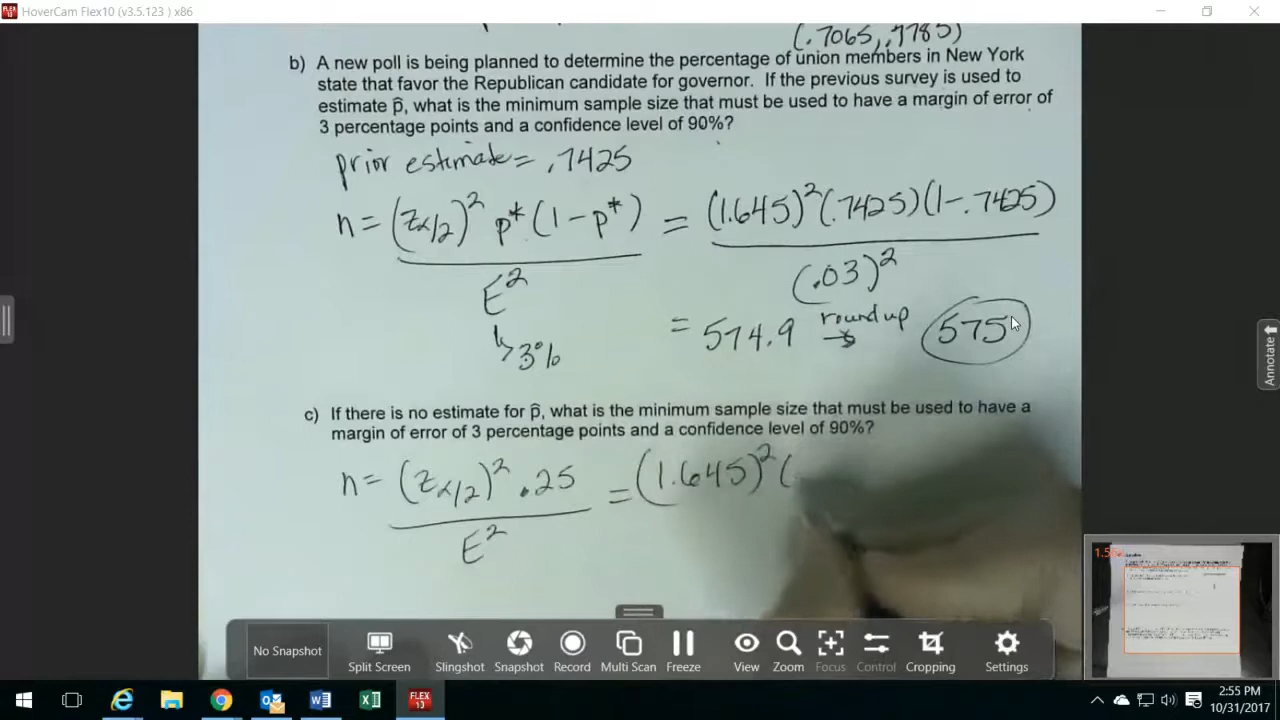 HoverCam Flex10 (v3.5.123 ) x86
(.7065, .7785)
b) A new poll is being planned to determine the percentage of union members in New York
state that favor the Republican candidate for governor. If the previous survey is used to
estimate p̂, what is the minimum sample size that must be used to have a margin of error of
3 percentage points and a confidence level of 90%?
prior estimate = .7425
n = (zα/2)² p* (1 - p*) / E² = (1.645)² (.7425)(1-.7425) / (.03)²
↳ 3%
= 574.9 round up → 575
c) If there is no estimate for p̂, what is the minimum sample size that must be used to have a
margin of error of 3 percentage points and a confidence level of 90%?
n = (zα/2)² .25 / E² = (1.645)² (
Annotate
No Snapshot
Split Screen
Slingshot
Snapshot
Record
Multi Scan
Freeze
View
Zoom
Focus
Control
Cropping
Settings
FLEX
2:55 PM
10/31/2017